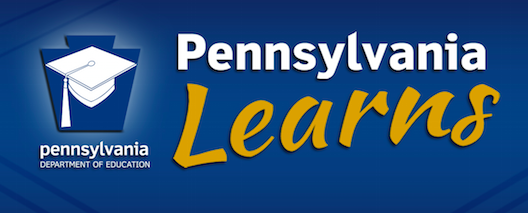 pennsylvania
DEPARTMENT OF EDUCATION
Pennsylvania
Learns